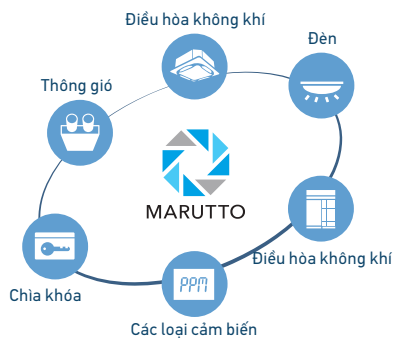 Điều hòa không khí
Đèn
Thông gió
MARUTTO
Điều hòa không khí
Chìa khóa
PPM
Các loại cảm biến